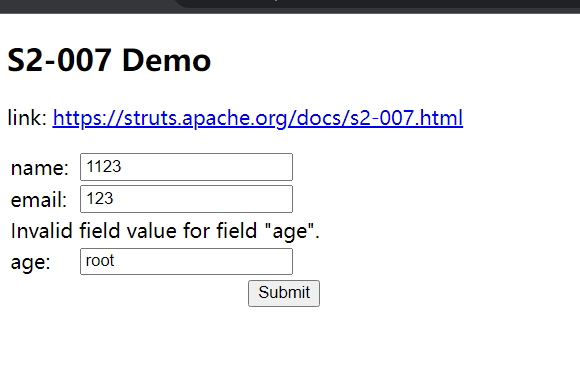 S2-007 Demo
link: https://struts.apache.org/docs/s2-007.html
name: 1123
email: 123
Invalid field value for field "age".
age: root
Submit